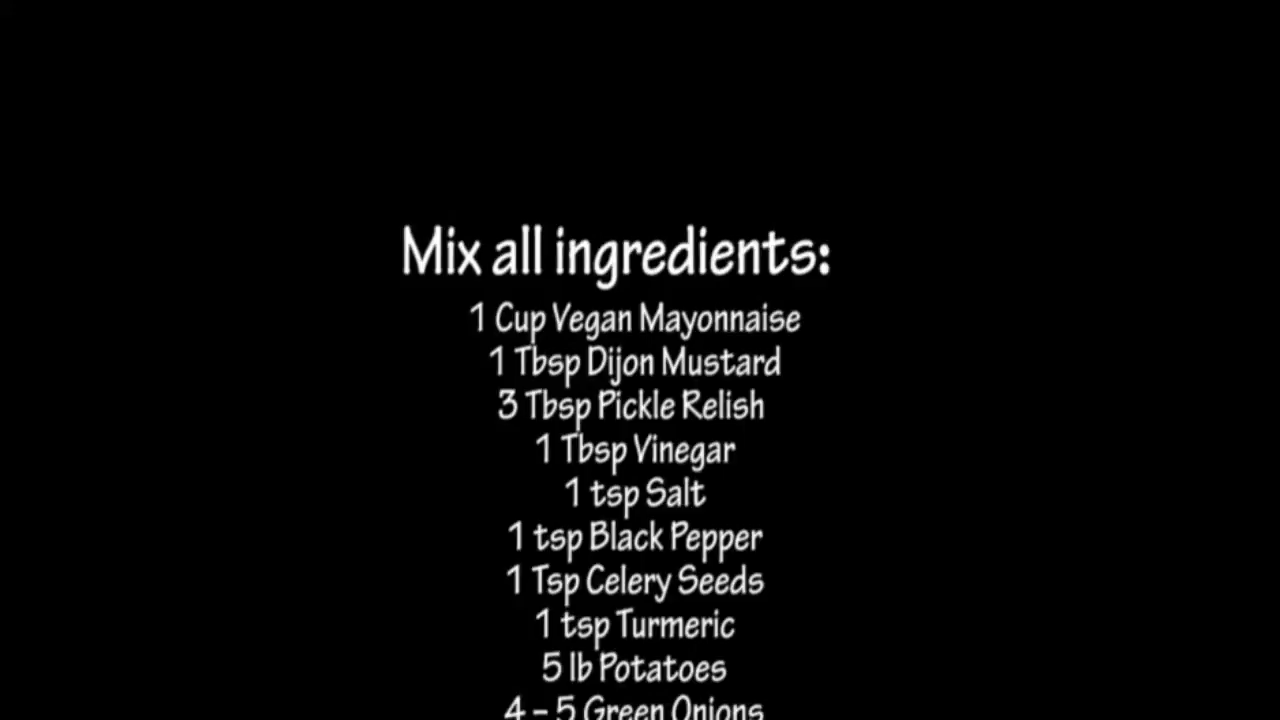 Mix all ingredients:
1 Cup Vegan Mayonnaise
1 Tbsp Dijon Mustard
3 Tbsp Pickle Relish
1 Tbsp Vinegar
1 tsp Salt
1 tsp Black Pepper
1 Tsp Celery Seeds
1 tsp Turmeric
5 lb Potatoes
4 – 5 Green Onions